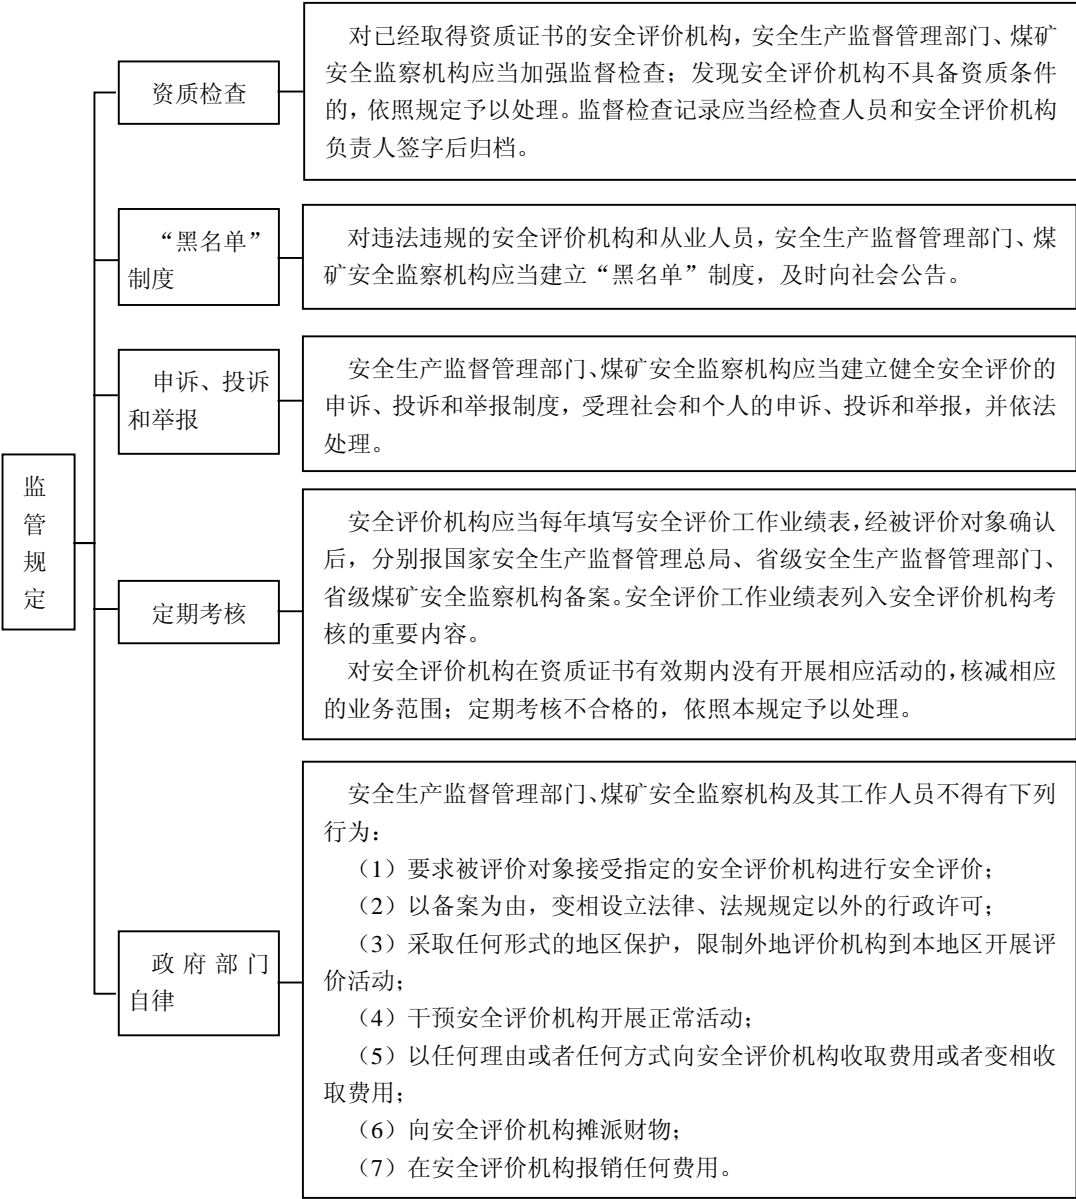 监
管
规
定
资质检查
对已经取得资质证书的安全评价机构，安全生产监督管理部门、煤矿
安全监察机构应当加强监督检查；发现安全评价机构不具备资质条件
的，依照规定予以处理。监督检查记录应当经检查人员和安全评价机构
负责人签字后归档。
“黑名单”
制度
对违法违规的安全评价机构和从业人员，安全生产监督管理部门、煤
矿安全监察机构应当建立“黑名单”制度，及时向社会公告。
申诉、投诉
和举报
安全生产监督管理部门、煤矿安全监察机构应当建立健全安全评价的
申诉、投诉和举报制度，受理社会和个人的申诉、投诉和举报，并依法
处理。
定期考核
安全评价机构应当每年填写安全评价工作业绩表，经被评价对象确认
后，分别报国家安全生产监督管理总局、省级安全生产监督管理部门、
省级煤矿安全监察机构备案。安全评价工作业绩表列入安全评价机构考
核的重要内容。
对安全评价机构在资质证书有效期内没有开展相应活动的，核减相应
的业务范围；定期考核不合格的，依照本规定予以处理。
政府部门
自律
安全生产监督管理部门、煤矿安全监察机构及其工作人员不得有下列
行为：
（1）要求被评价对象接受指定的安全评价机构进行安全评价；
（2）以备案为由，变相设立法律、法规规定以外的行政许可；
（3）采取任何形式的地区保护，限制外地评价机构到本地区开展评
价活动；
（4）干预安全评价机构开展正常活动；
（5）以任何理由或者任何方式向安全评价机构收取费用或者变相收
取费用；
（6）向安全评价机构摊派财物；
（7）在安全评价机构报销任何费用。